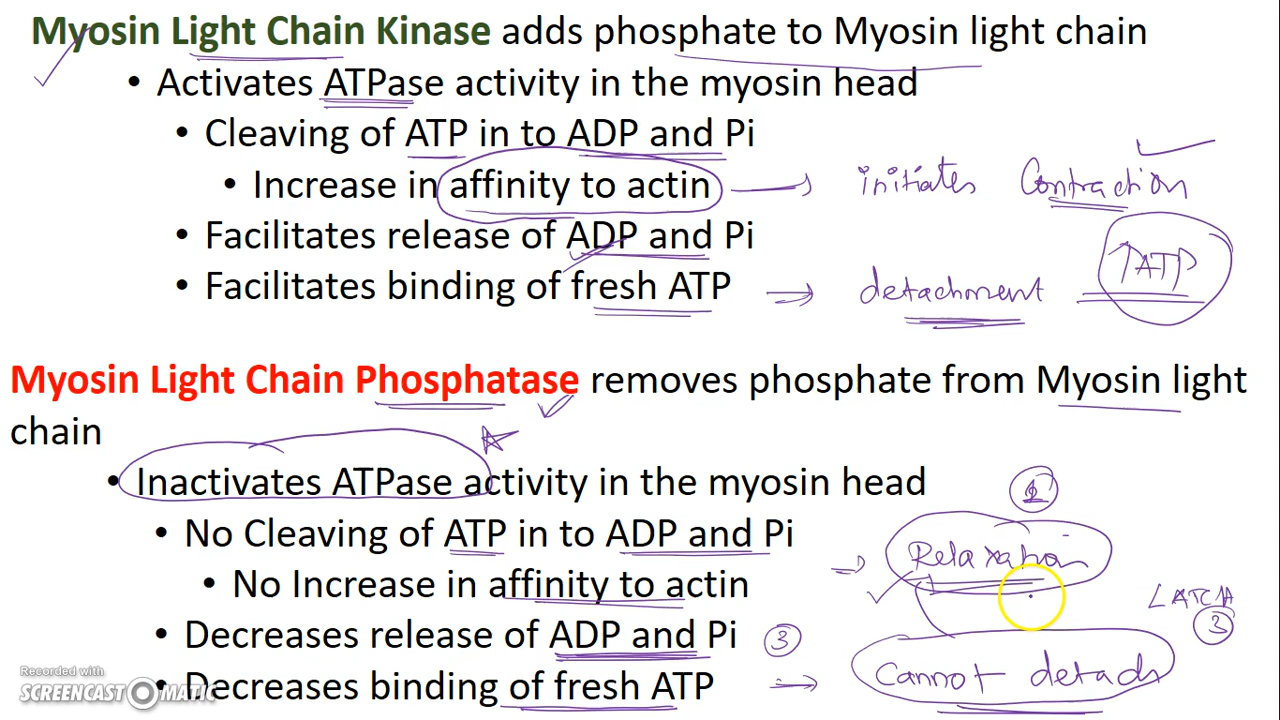 Myosin Light Chain Kinase adds phosphate to Myosin light chain
• Activates ATPase activity in the myosin head
• Cleaving of ATP in to ADP and Pi
• Increase in affinity to actin → initiates Contraction
• Facilitates release of ADP and Pi
• Facilitates binding of fresh ATP → detachment ↑ATP
Myosin Light Chain Phosphatase removes phosphate from Myosin light
chain
• Inactivates ATPase activity in the myosin head
• No Cleaving of ATP in to ADP and Pi
Relaxation
• No Increase in affinity to actin
LATCH
• Decreases release of ADP and Pi ③
③
• Decreases binding of fresh ATP → Cannot detach
Recorded with
SCREENCAST-O-MATIC